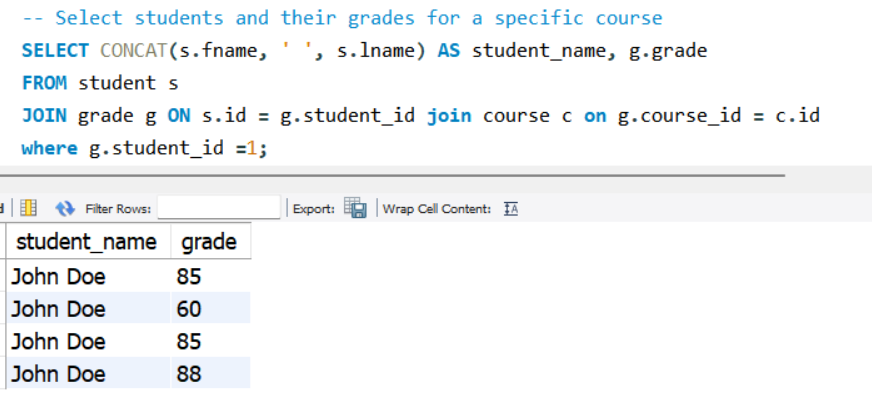 -- Select students and their grades for a specific course
SELECT CONCAT(s.fname, ' ', s.lname) AS student_name, g.grade
FROM student s
JOIN grade g ON s.id = g.student_id join course c on g.course_id = c.id
where g.student_id =1;
Filter Rows: Export: Wrap Cell Content: IA
student_name grade
John Doe 85
John Doe 60
John Doe 85
John Doe 88